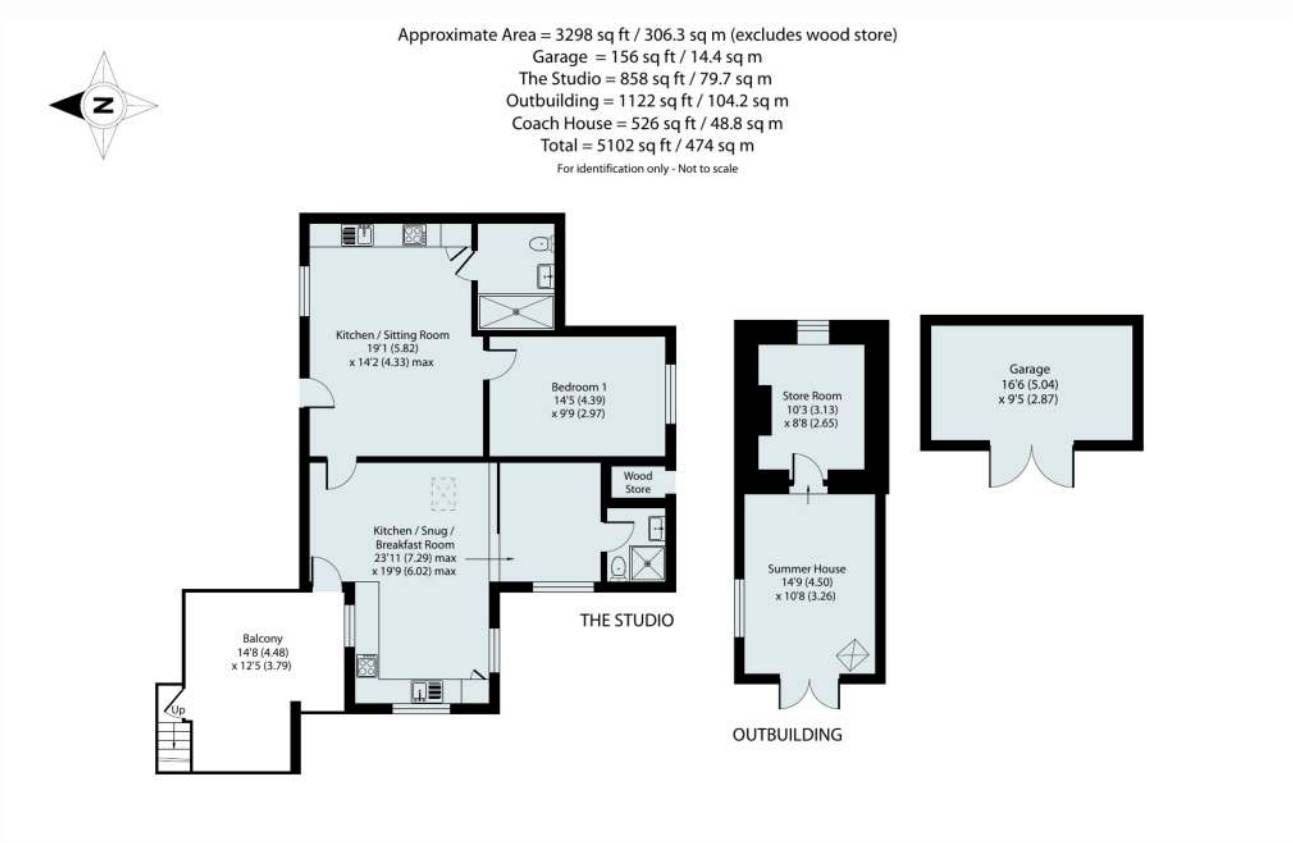 Approximate Area = 3298 sq ft / 306.3 sq m (excludes wood store)
Garage = 156 sq ft / 14.4 sq m
The Studio = 858 sq ft / 79.7 sq m
Outbuilding = 1122 sq ft / 104.2 sq m
Coach House = 526 sq ft / 48.8 sq m
Total = 5102 sq ft / 474 sq m
For identification only - Not to scale
N
Kitchen / Sitting Room
19'1 (5.82)
x 14'2 (4.33) max
Bedroom 1
14'5 (4.39)
x 9'9 (2.97)
Wood
Store
Kitchen / Snug /
Breakfast Room
23'11 (7.29) max
x 19'9 (6.02) max
THE STUDIO
Balcony
14'8 (4.48)
x 12'5 (3.79)
Up
Store Room
10'3 (3.13)
x 8'8 (2.65)
Summer House
14'9 (4.50)
x 10'8 (3.26)
OUTBUILDING
Garage
16'6 (5.04)
x 9'5 (2.87)